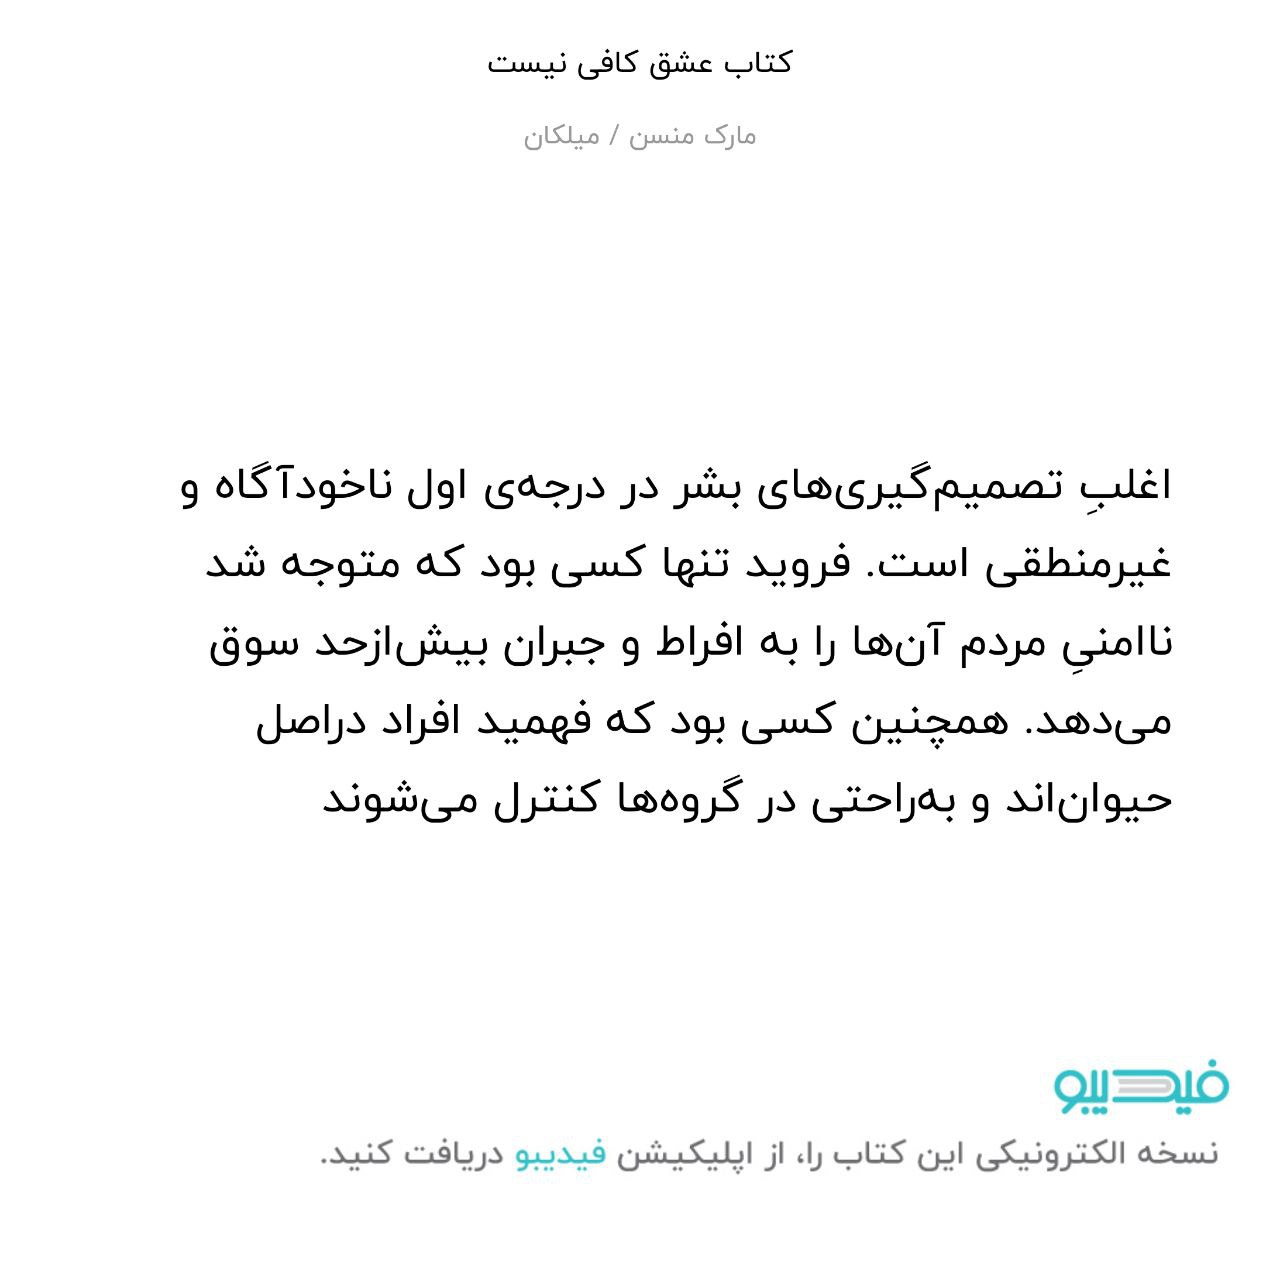 کتاب عشق کافی نیست
مارک منسن / میلکان
اغلبِ تصمیم‌گیری‌های بشر در درجه‌ی اول ناخودآگاه و
غیرمنطقی است. فروید تنها کسی بود که متوجه شد
ناامنیِ مردم آن‌ها را به افراط و جبران بیش‌ازحد سوق
می‌دهد. همچنین کسی بود که فهمید افراد دراصل
حیوان‌اند و به‌راحتی در گروه‌ها کنترل می‌شوند
فیدیبو
نسخه الکترونیکی این کتاب را، از اپلیکیشن فیدیبو دریافت کنید.